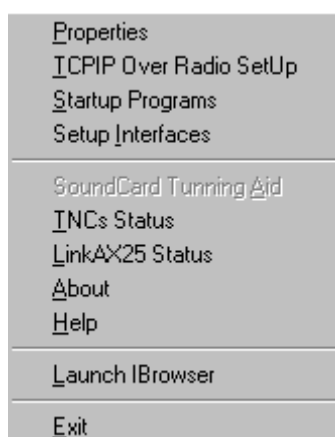 Properties
TCPIP Over Radio SetUp
Startup Programs
Setup Interfaces
SoundCard Tunning Aid
TNCs Status
LinkAX25 Status
About
Help
Launch IBrowser
Exit